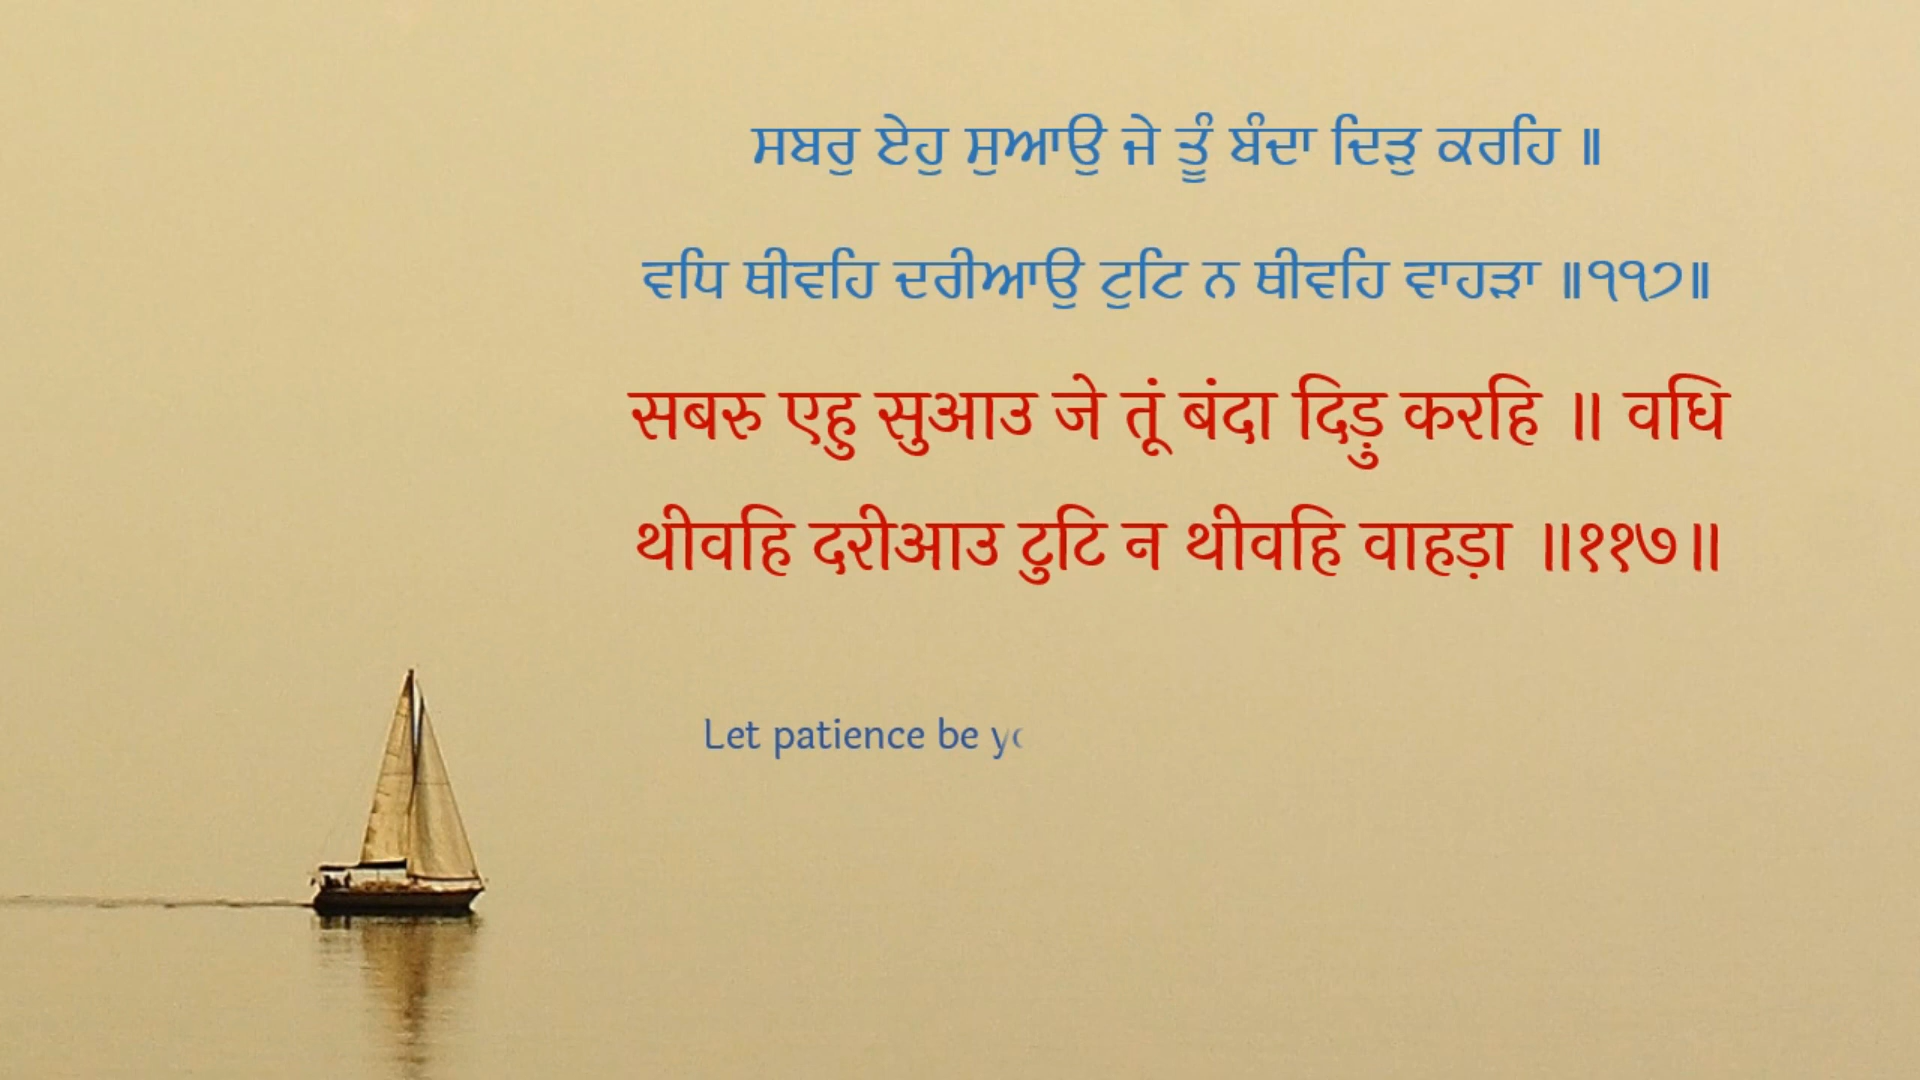 ਸਬਰੁ ਏਹੁ ਸੁਆਉ ਜੇ ਤੂੰ ਬੰਦਾ ਦਿੜੁ ਕਰਹਿ ॥
ਵਧਿ ਥੀਵਹਿ ਦਰੀਆਉ ਟੁਟਿ ਨ ਥੀਵਹਿ ਵਾਹੜਾ ॥੧੧੭॥
सबरु एहु सुआउ जे तूं बंदा दिड़ु करहि ॥ वधि
थीवहि दरीआउ टुटि न थीवहि वाहड़ा ॥११७॥
Let patience be